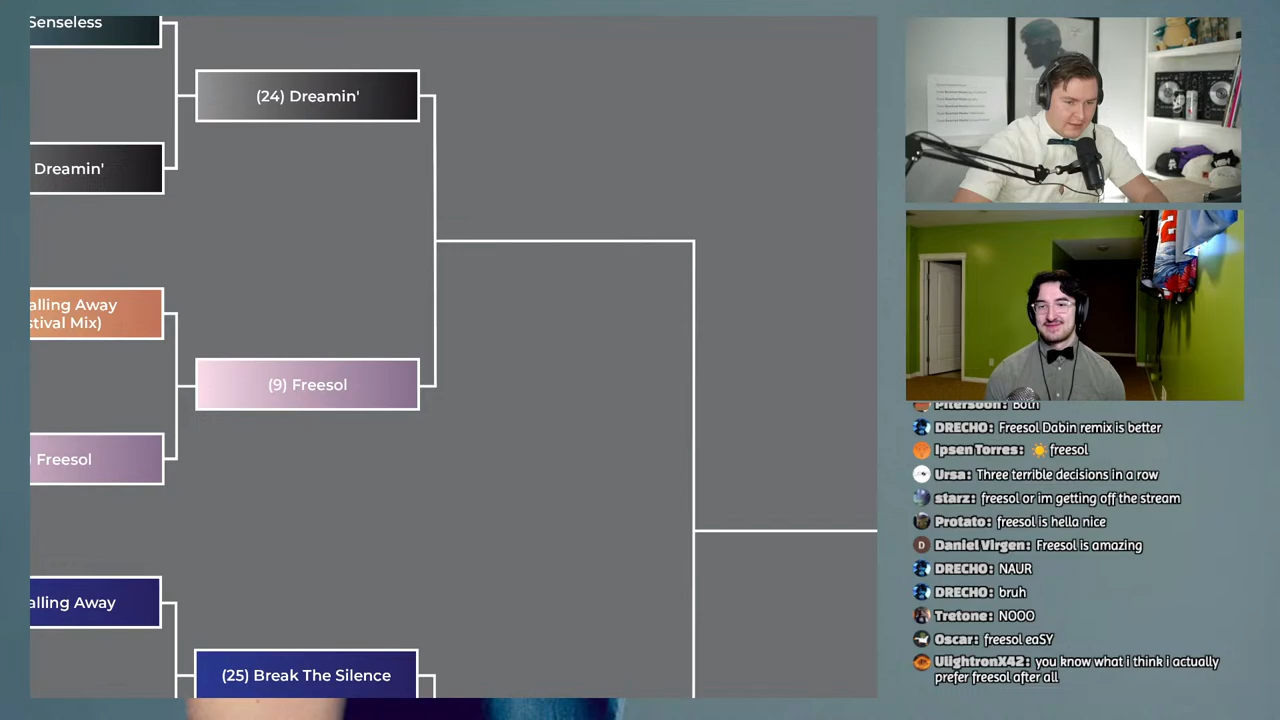 Senseless
(24) Dreamin'
Dreamin'
alling Away
stival Mix)
(9) Freesol
Freesol
alling Away
(25) Break The Silence
Pitersoon: Both
DRECHO: Freesol Dabin remix is better
Ipsen Torres: ☀️ freesol
Ursa: Three terrible decisions in a row
starz: freesol or im getting off the stream
Protato: freesol is hella nice
D Daniel Virgen: Freesol is amazing
DRECHO: NAUR
DRECHO: bruh
Tretone: NOOO
Oscar: freesol eaSY
UlightronX42: you know what i think i actually
prefer freesol after all